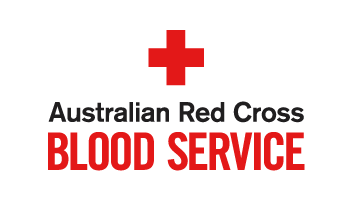 Australian Red Cross
BLOOD SERVICE